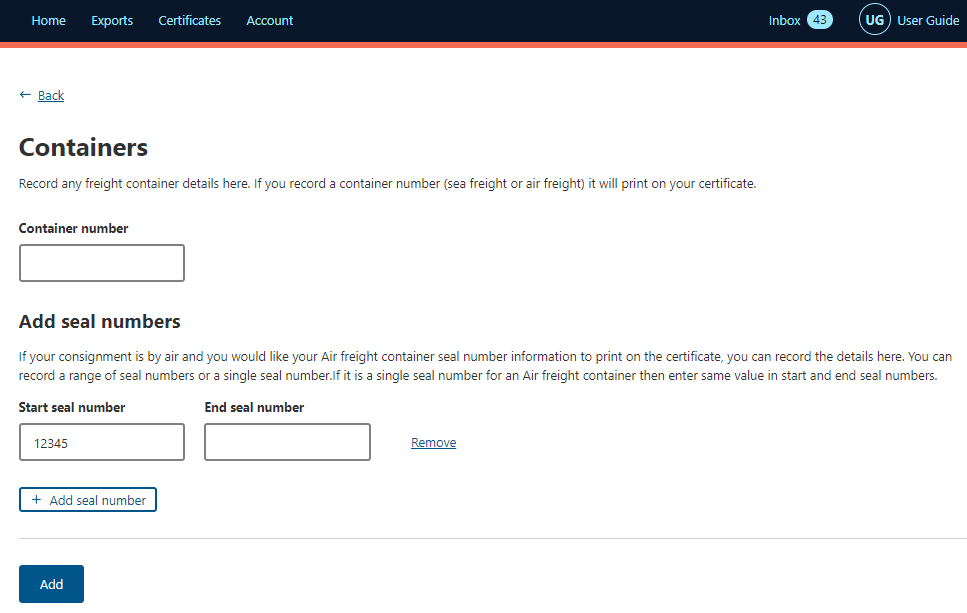 Home Exports Certificates Account Inbox 43 UG User Guide
← Back
Containers
Record any freight container details here. If you record a container number (sea freight or air freight) it will print on your certificate.
Container number
Add seal numbers
If your consignment is by air and you would like your Air freight container seal number information to print on the certificate, you can record the details here. You can
record a range of seal numbers or a single seal number.If it is a single seal number for an Air freight container then enter same value in start and end seal numbers.
Start seal number End seal number
12345 Remove
+ Add seal number
Add